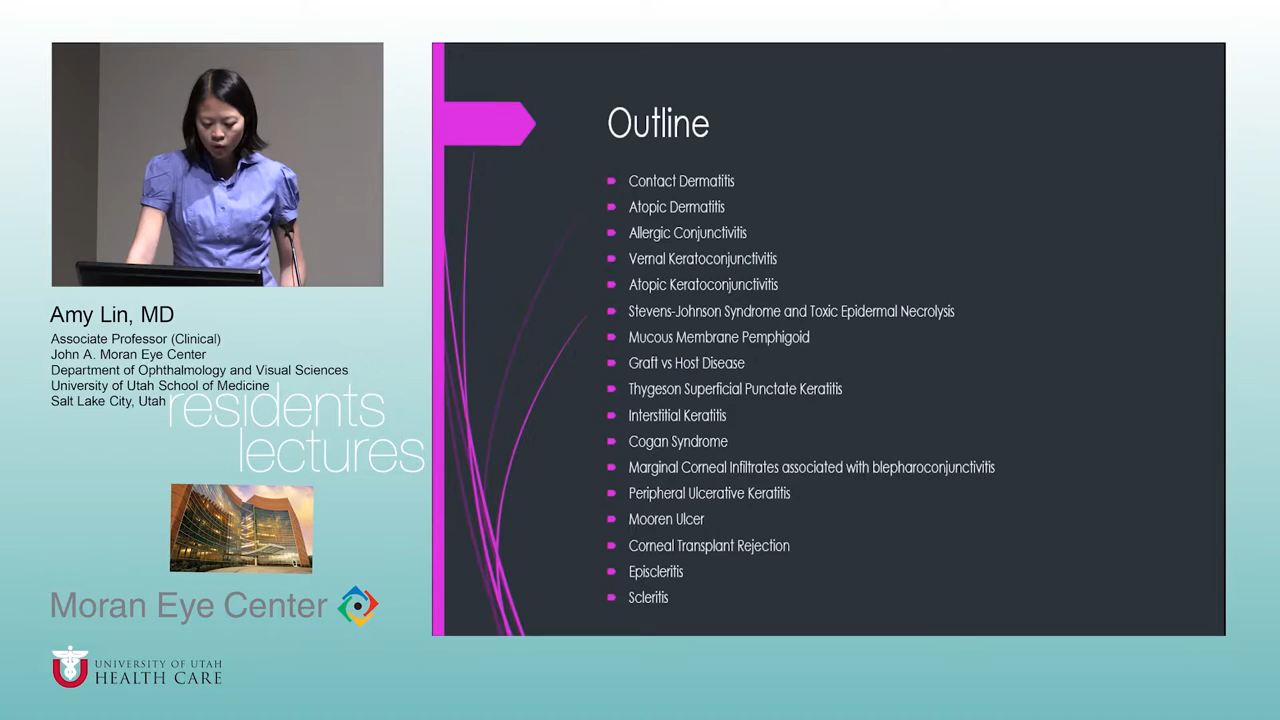 Amy Lin, MD
Associate Professor (Clinical)
John A. Moran Eye Center
Department of Ophthalmology and Visual Sciences
University of Utah School of Medicine
Salt Lake City, Utah
residents
lectures
Moran Eye Center
UNIVERSITY OF UTAH
HEALTH CARE
Outline
Contact Dermatitis
Atopic Dermatitis
Allergic Conjunctivitis
Vernal Keratoconjunctivitis
Atopic Keratoconjunctivitis
Stevens-Johnson Syndrome and Toxic Epidermal Necrolysis
Mucous Membrane Pemphigoid
Graft vs Host Disease
Thygeson Superficial Punctate Keratitis
Interstitial Keratitis
Cogan Syndrome
Marginal Corneal Infiltrates associated with blepharoconjunctivitis
Peripheral Ulcerative Keratitis
Mooren Ulcer
Corneal Transplant Rejection
Episcleritis
Scleritis